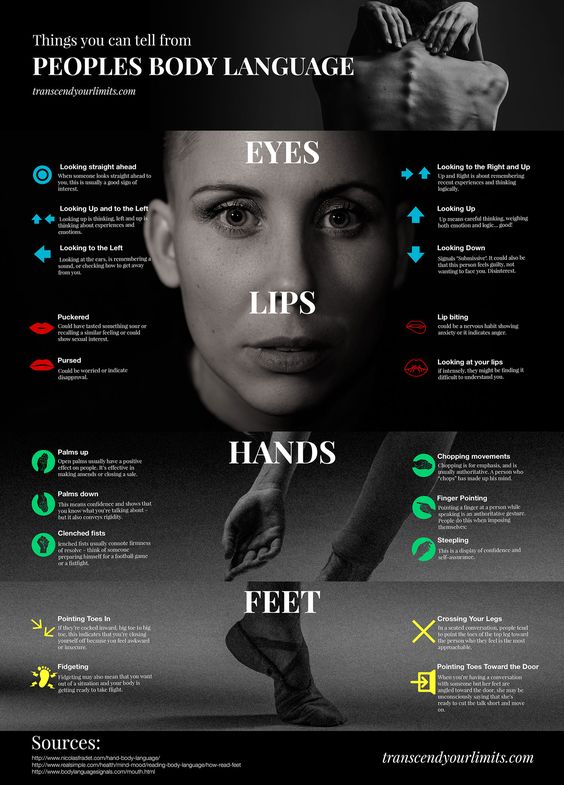 Things you can tell from
PEOPLES BODY LANGUAGE
transcendyourlimits.com
EYES
Looking straight ahead
When someone looks straight ahead to
you, this is usually a good sign of
interest.
Looking Up and to the Left
Looking up is thinking, left and up is
thinking about experiences and
emotions.
Looking to the Left
Looking at the ears, is remembering a
sound, or checking how to get away
from you.
Looking to the Right and Up
Up and Right is about remembering
recent experiences and thinking
logically.
Looking Up
Up means careful thinking, weighing
both emotion and logic... good!
Looking Down
Signals "Submissive". It could also be
that this person feels guilty, not
wanting to face you. Disinterest.
LIPS
Puckered
Could have tasted something sour or
recalling a similar feeling or could
show sexual interest.
Pursed
Could be worried or indicate
disapproval.
Lip biting
could be a nervous habit showing
anxiety or it indicates anger.
Looking at your lips
if intensely, they might be finding it
difficult to understand you.
HANDS
Palms up
Open palms usually have a positive
effect on people. It's effective in
making amends or closing a sale.
Palms down
This means confidence and shows that
you know what you're talking about -
but it also conveys rigidity.
Clenched fists
lenched fists usually connote firmness
of resolve - think of someone
preparing himself for a football game
or a fistfight.
Chopping movements
Chopping is for emphasis, and is
usually authoritative. A person who
"chops" has made up his mind.
Finger Pointing
Pointing a finger at a person while
speaking is an authoritative gesture.
People do this when imposing
themselves;
Steepling
This is a display of confidence and
self-assurance.
FEET
Pointing Toes In
If they're cocked inward, big toe to big
toe, this indicates that you're closing
yourself off because you feel awkward
or insecure.
Fidgeting
Fidgeting may also mean that you want
out of a situation and your body is
getting ready to take flight.
Crossing Your Legs
In a seated conversation, people tend
to point the toes of the top leg toward
the person who they feel is the most
approachable.
Pointing Toes Toward the Door
When you're having a conversation
with someone but her feet are
angled toward the door, she may be
unconsciously saying that she's
ready to cut the talk short and move
on.
Sources:
http://www.nicolasfradet.com/hand-body-language/
http://www.realsimple.com/health/mind-mood/reading-body-language/how-read-feet
http://www.bodylanguagesignals.com/mouth.html
transcendyourlimits.com